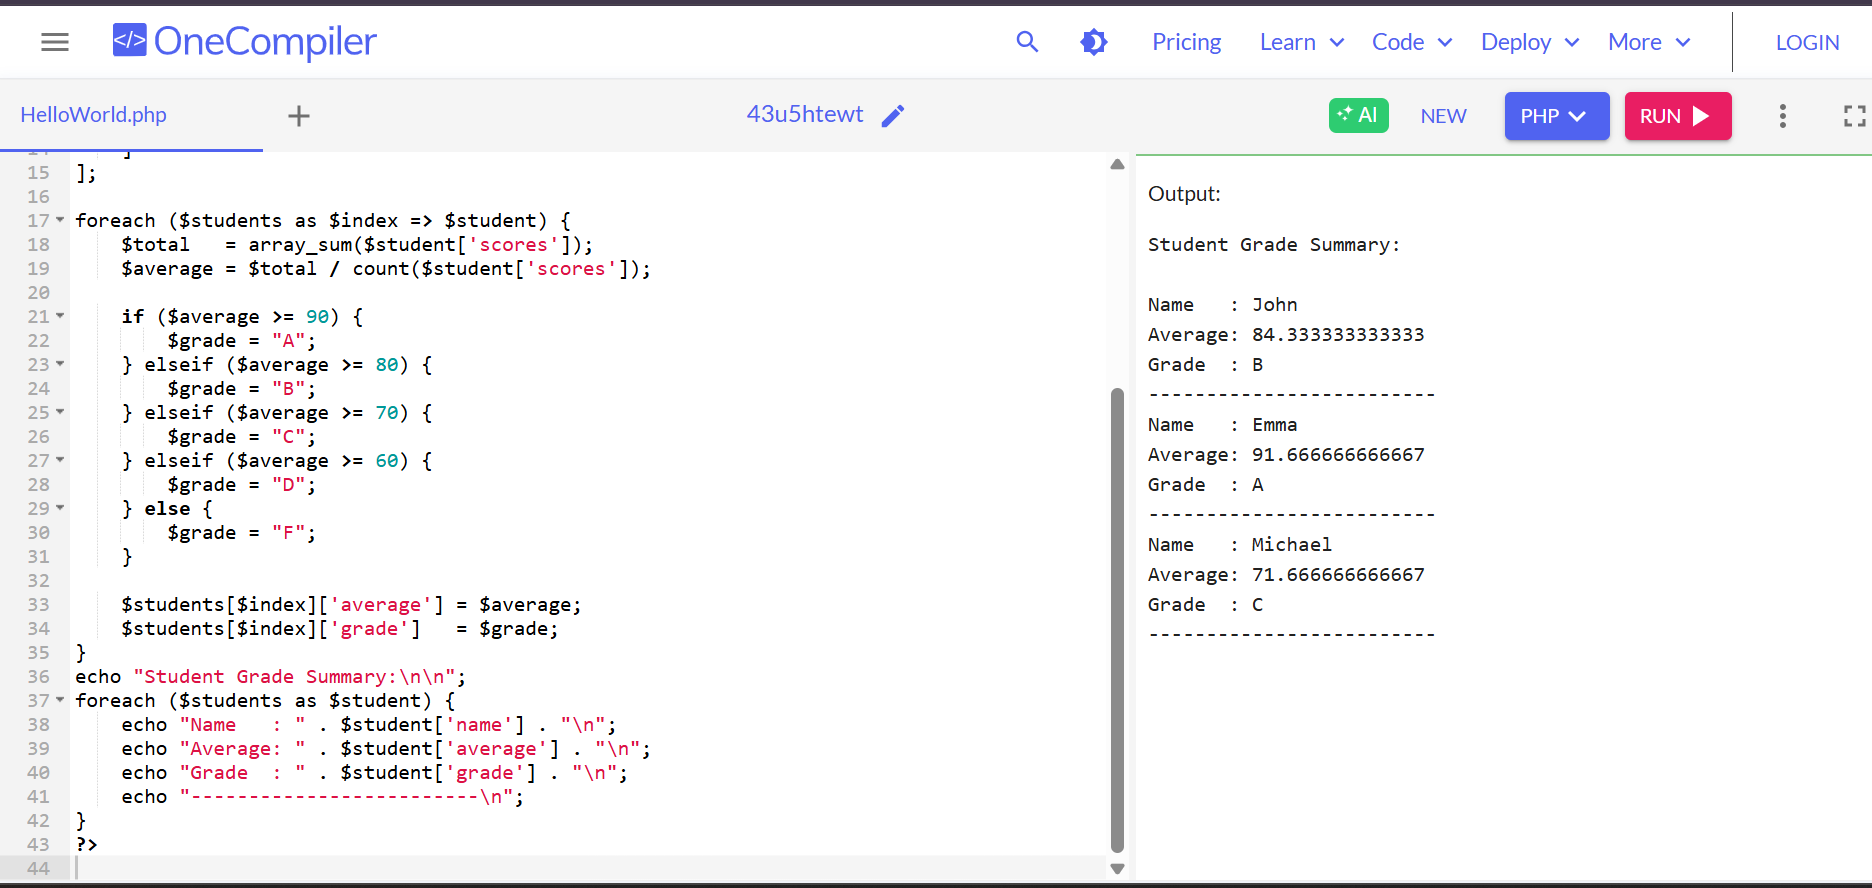 </> OneCompiler
Pricing Learn Code Deploy More LOGIN
HelloWorld.php + 43u5htewt AI NEW PHP RUN
15 ];
16
17 foreach ($students as $index => $student) {
18     $total   = array_sum($student['scores']);
19     $average = $total / count($student['scores']);
20
21     if ($average >= 90) {
22         $grade = "A";
23     } elseif ($average >= 80) {
24         $grade = "B";
25     } elseif ($average >= 70) {
26         $grade = "C";
27     } elseif ($average >= 60) {
28         $grade = "D";
29     } else {
30         $grade = "F";
31     }
32
33     $students[$index]['average'] = $average;
34     $students[$index]['grade']   = $grade;
35 }
36 echo "Student Grade Summary:\n\n";
37 foreach ($students as $student) {
38     echo "Name   : " . $student['name'] . "\n";
39     echo "Average: " . $student['average'] . "\n";
40     echo "Grade  : " . $student['grade'] . "\n";
41     echo "-------------------------\n";
42 }
43 ?>
44
Output:
Student Grade Summary:
Name   : John
Average: 84.333333333333
Grade  : B
-------------------------
Name   : Emma
Average: 91.666666666667
Grade  : A
-------------------------
Name   : Michael
Average: 71.666666666667
Grade  : C
-------------------------